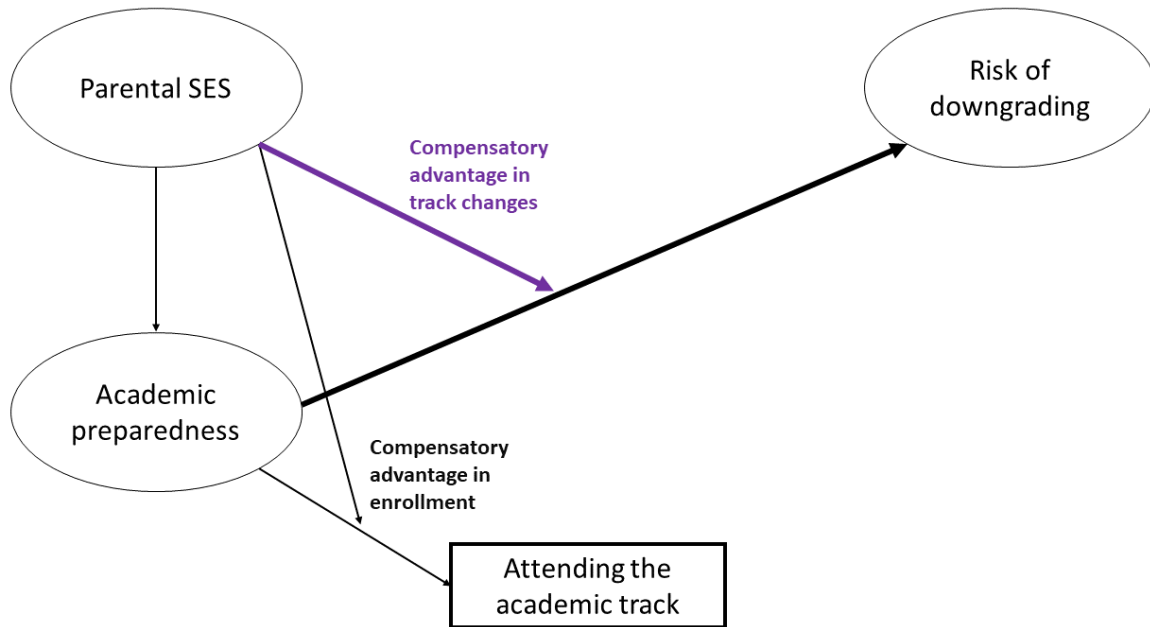 Parental SES
Risk of
downgrading
Compensatory
advantage in
track changes
Academic
preparedness
Compensatory
advantage in
enrollment
Attending the
academic track